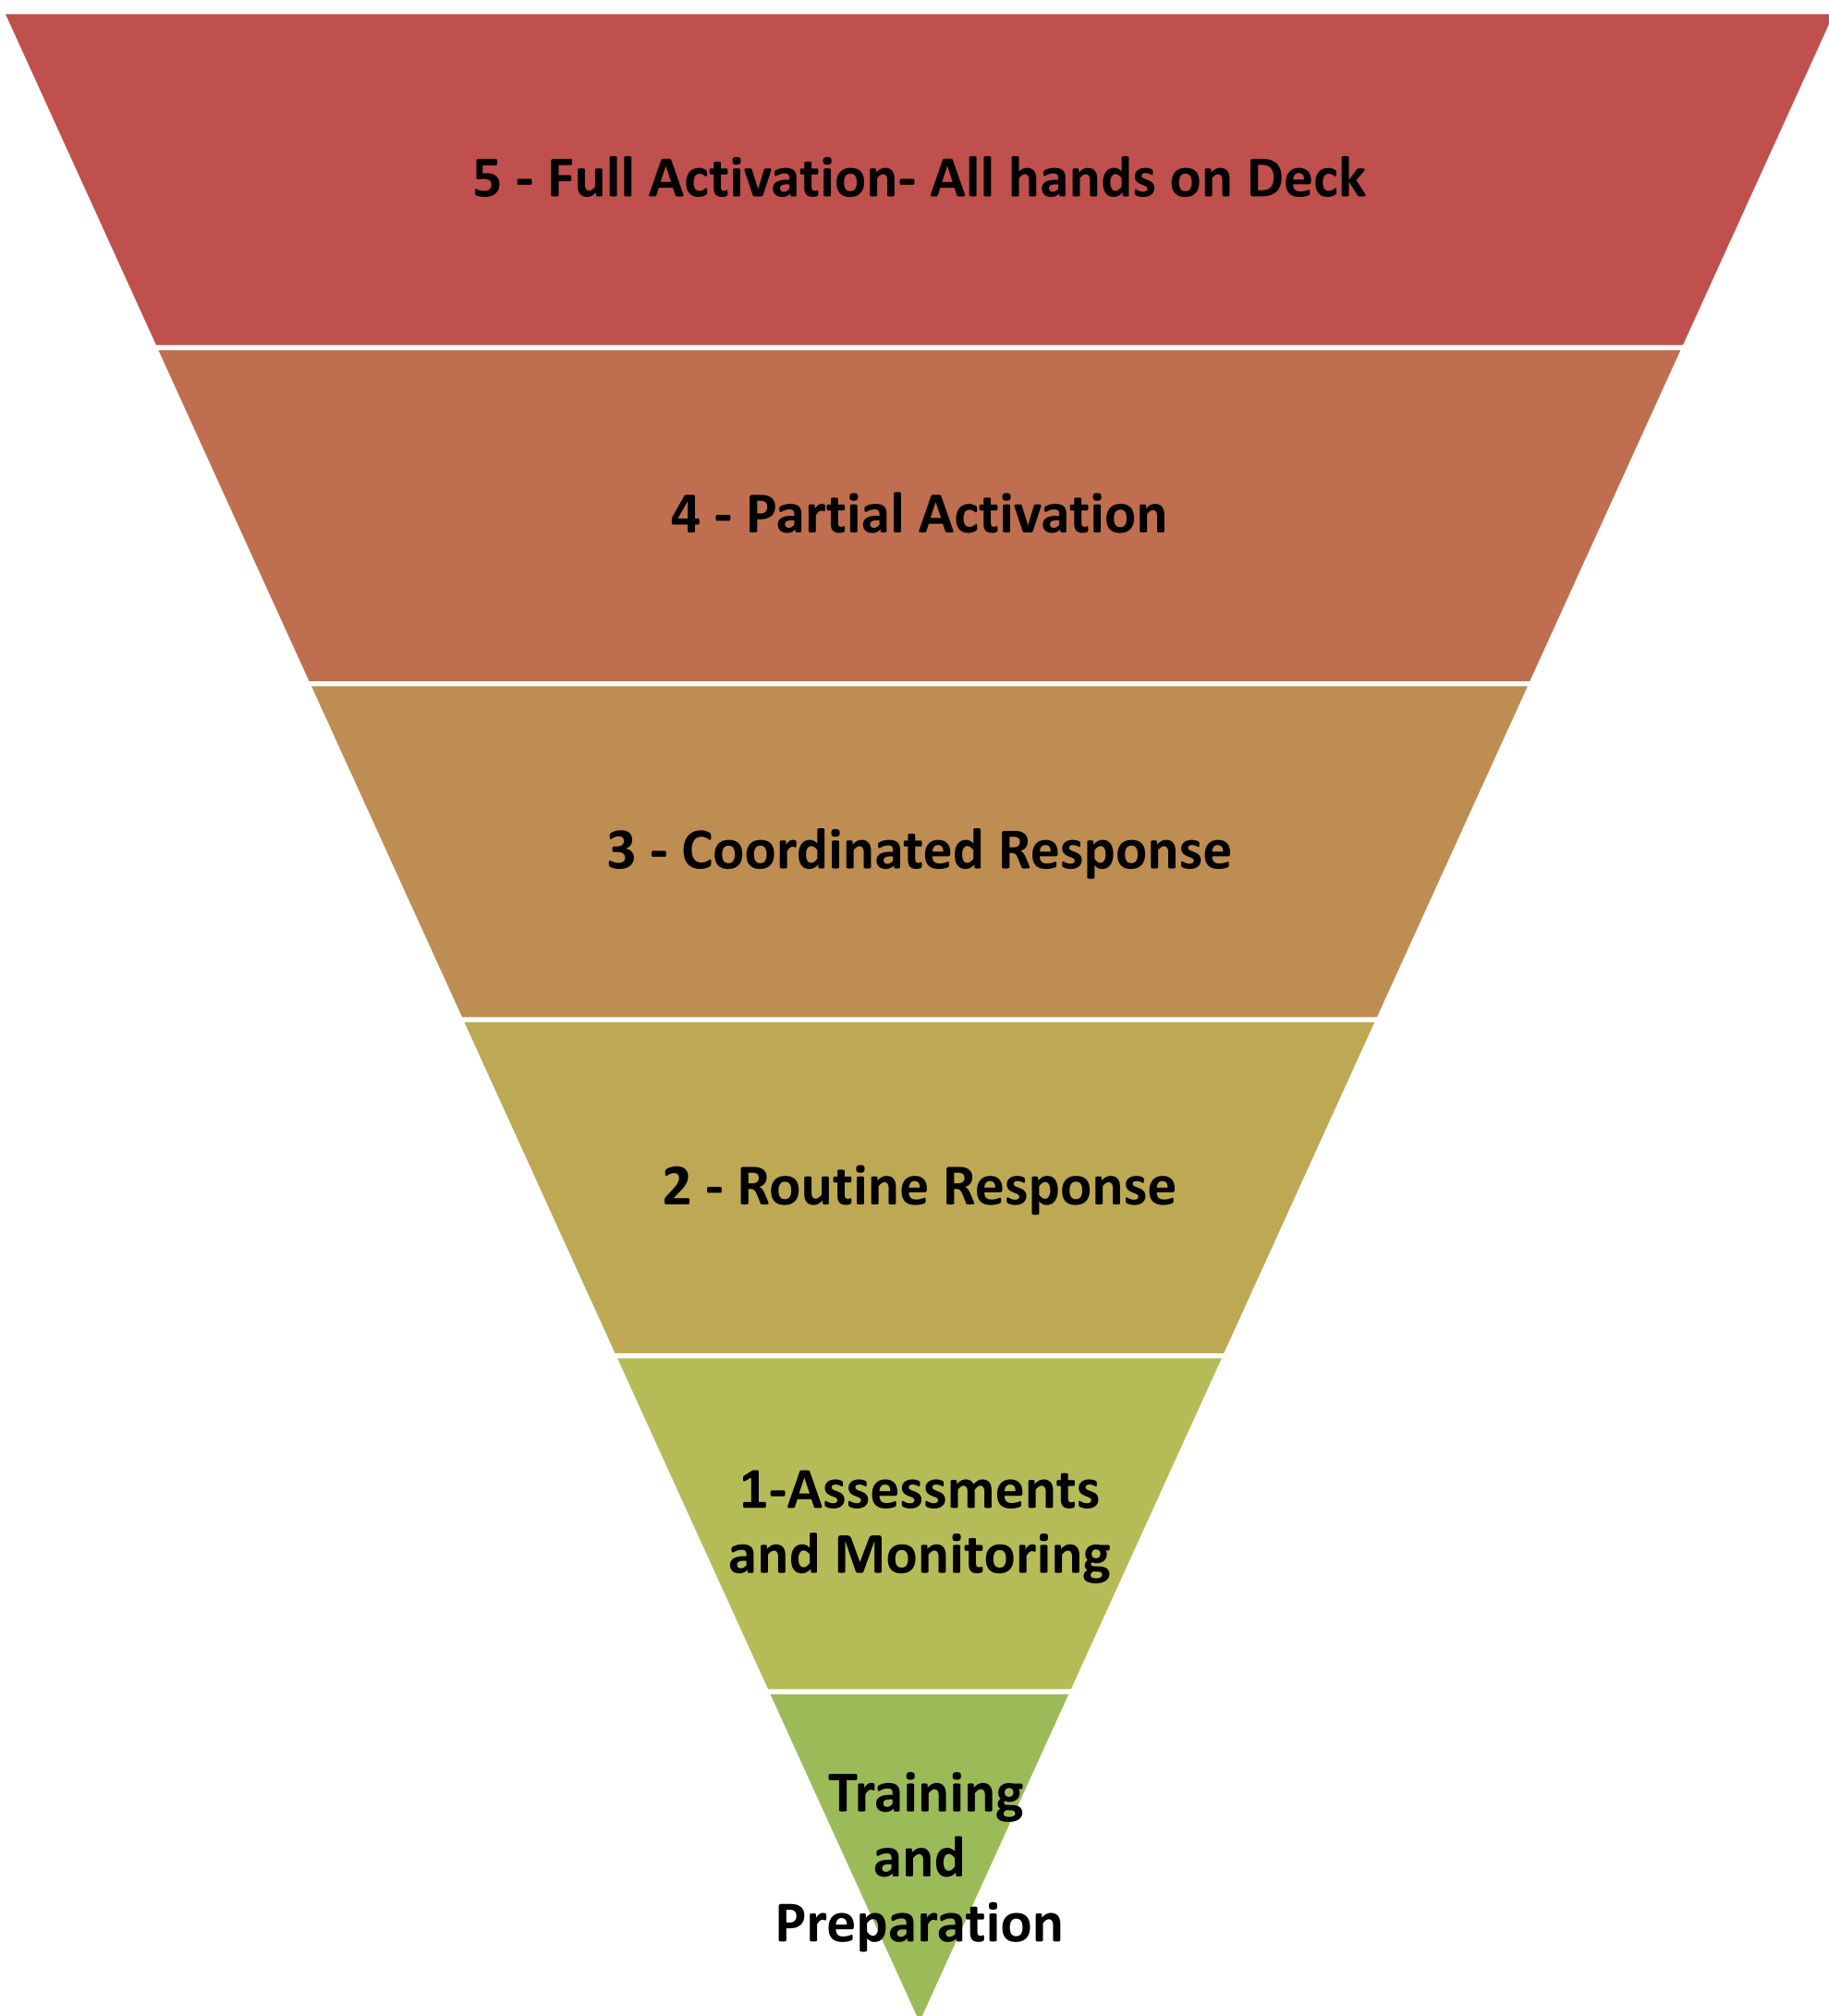 5 - Full Activation- All hands on Deck
4 - Partial Activation
3 - Coordinated Response
2 - Routine Response
1-Assessments
and Monitoring
Training
and
Preparation